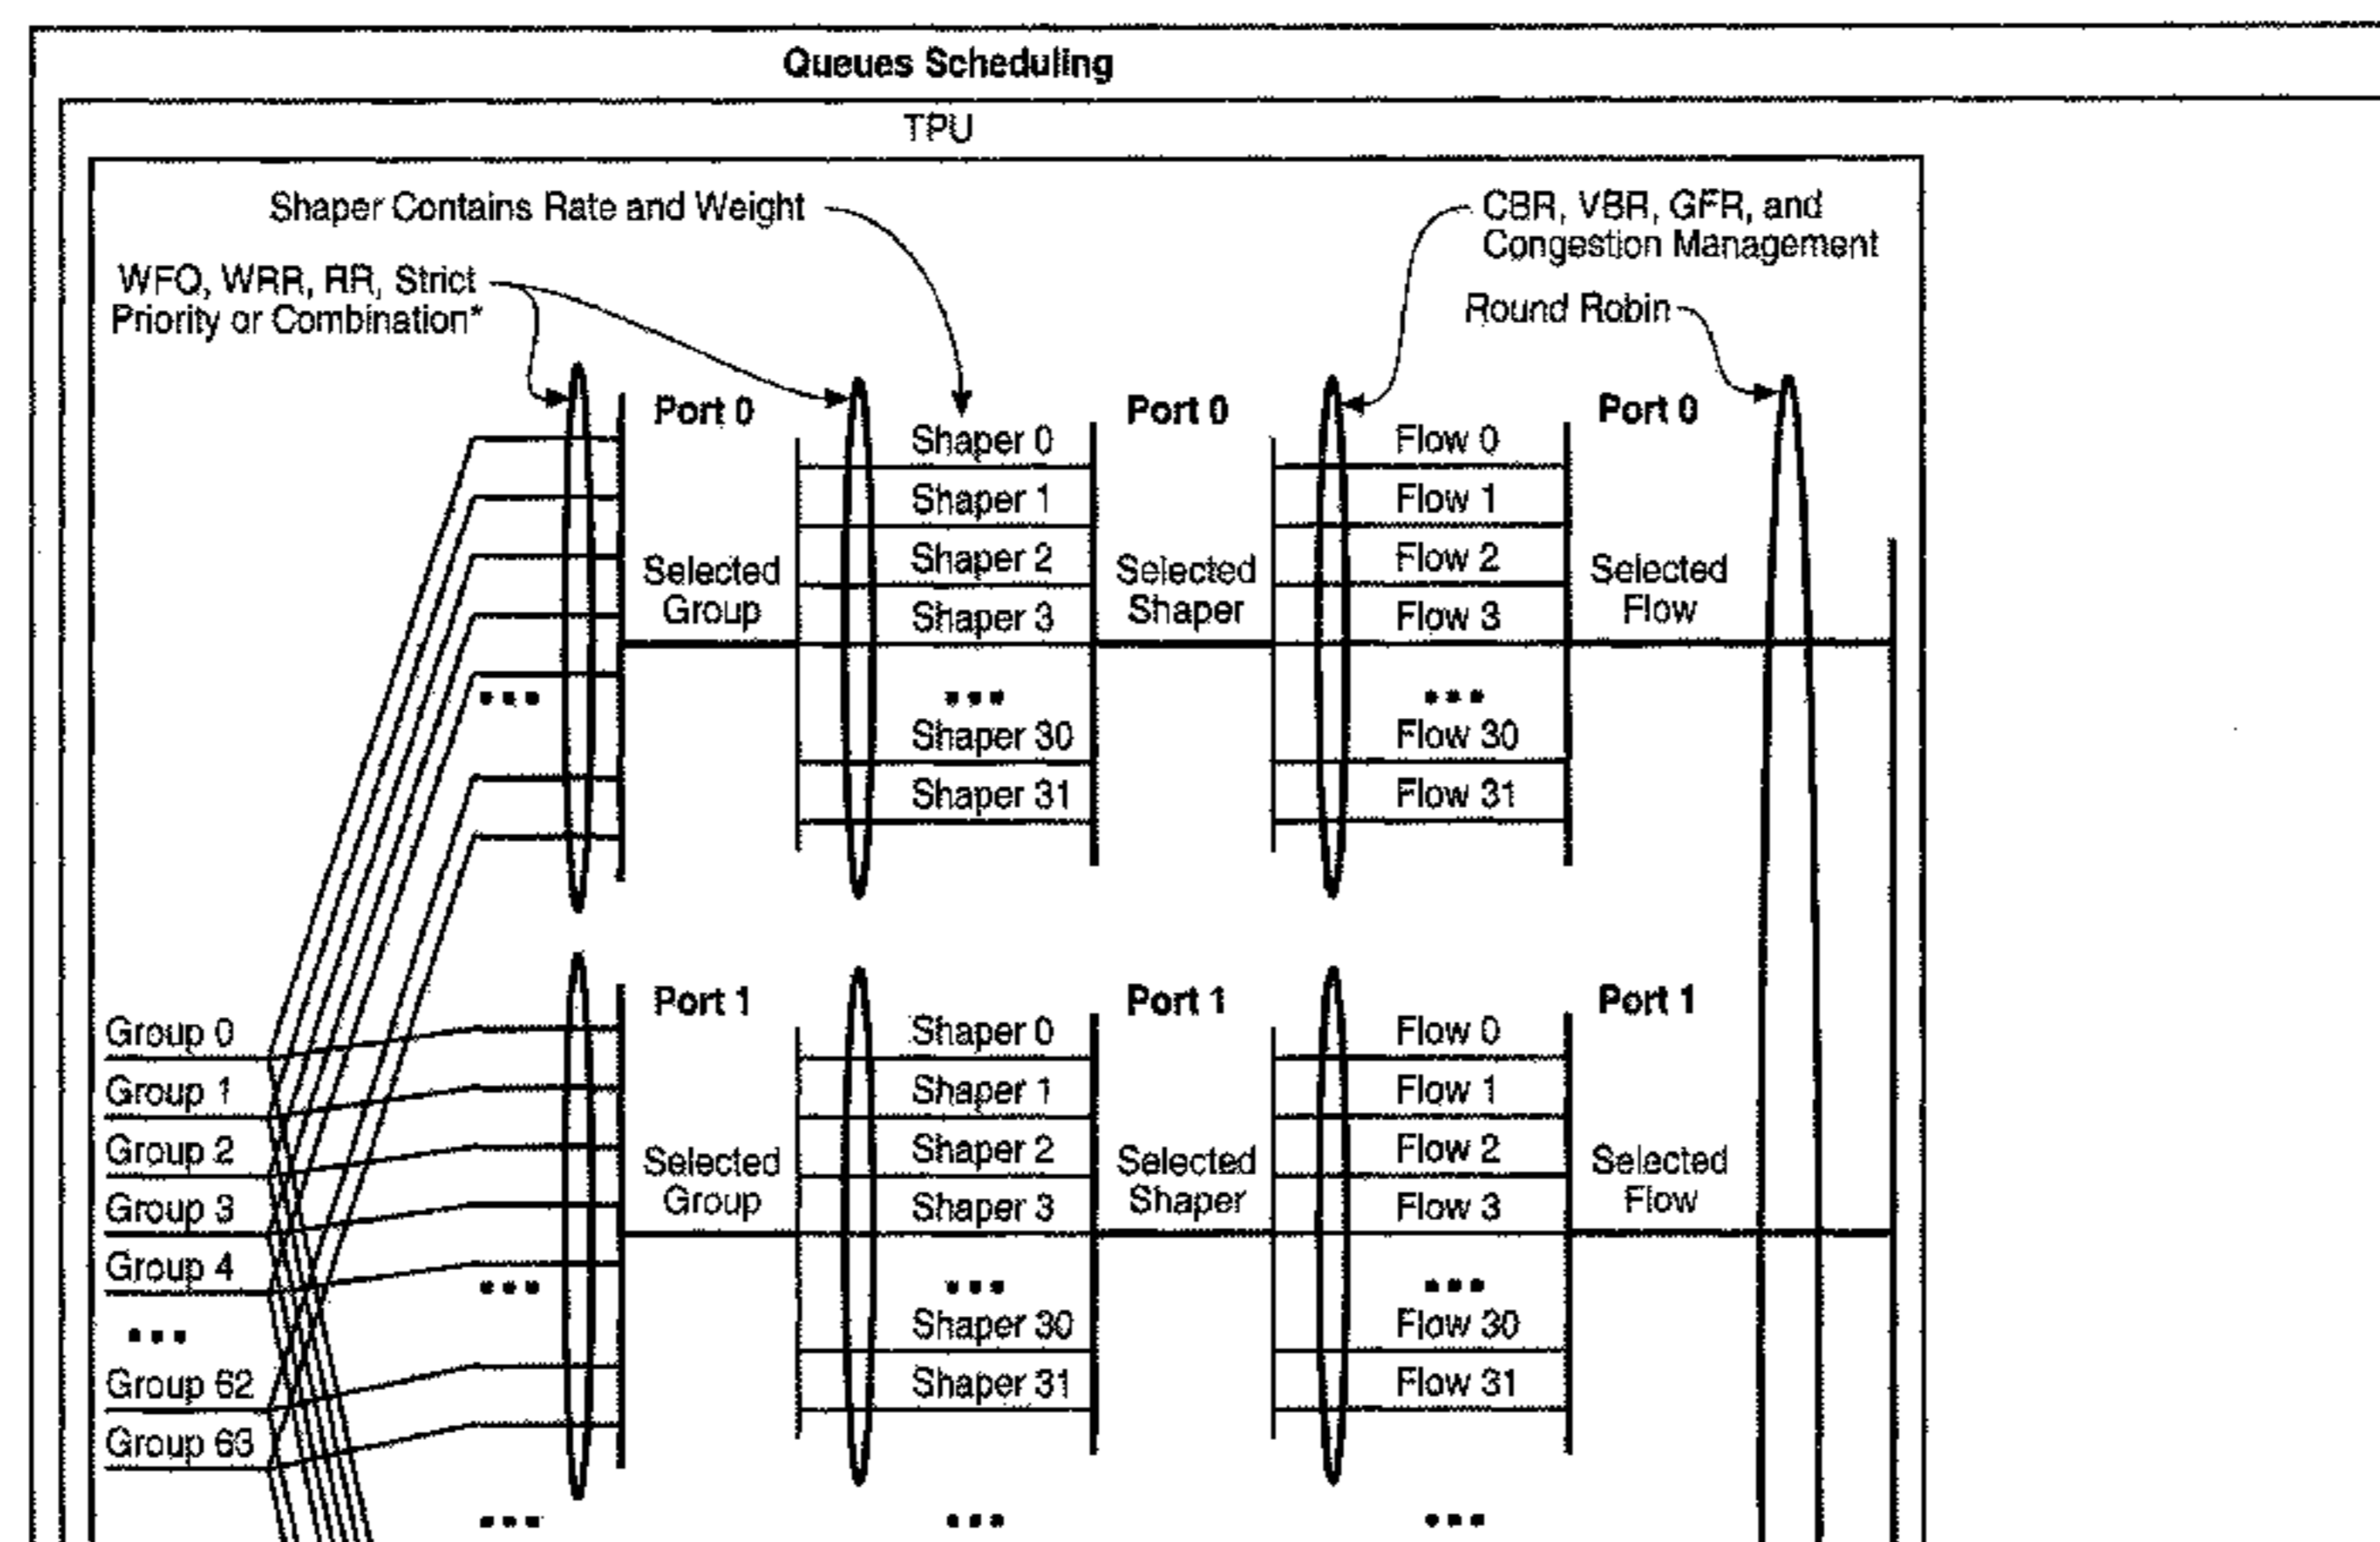 Queues Scheduling
TPU
Shaper Contains Rate and Weight
CBR, VBR, GFR, and
Congestion Management
WFQ, WRR, RR, Strict
Priority or Combination*
Round Robin
Port 0
Port 0
Port 0
Shaper 0
Flow 0
Shaper 1
Flow 1
Shaper 2
Flow 2
Selected
Group
Selected
Shaper
Selected
Flow
Shaper 3
Flow 3
...
...
...
Shaper 30
Flow 30
Shaper 31
Flow 31
Port 1
Port 1
Port 1
Group 0
Shaper 0
Flow 0
Group 1
Shaper 1
Flow 1
Group 2
Shaper 2
Flow 2
Selected
Group
Selected
Shaper
Selected
Flow
Group 3
Shaper 3
Flow 3
Group 4
...
...
...
...
Shaper 30
Flow 30
Group 62
Shaper 31
Flow 31
Group 63
...
...
...